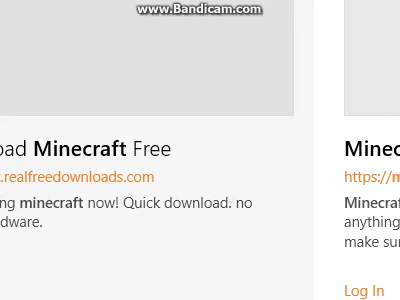 www.Bandicam.com
oad Minecraft Free
.realfreedownloads.com
ng minecraft now! Quick download. no
dware.
Minec
https://m
Minecraf
anything
make sur
Log In